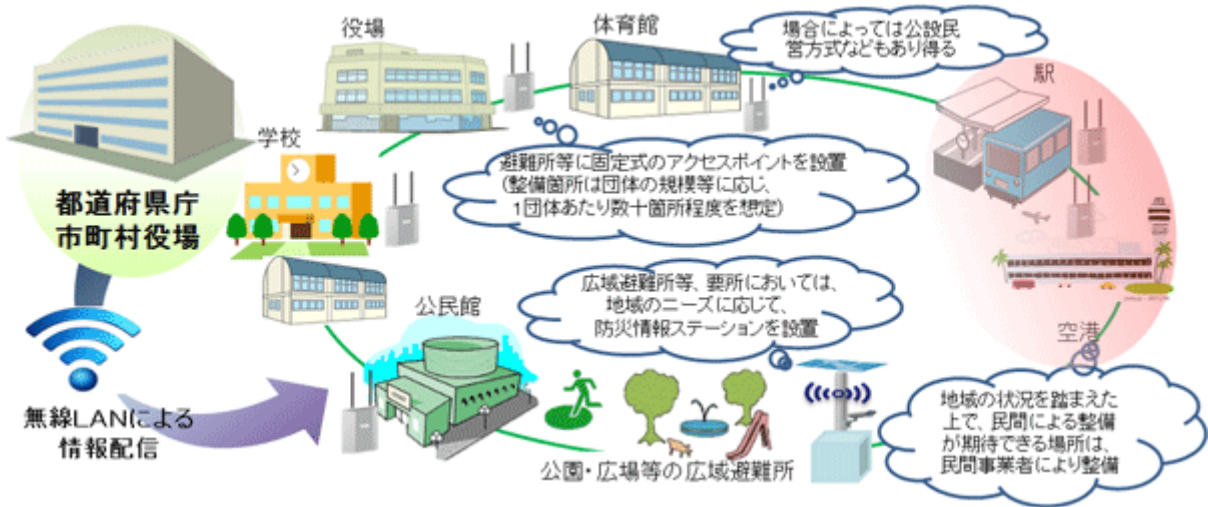 役場
体育館
場合によっては公設民
営方式などもあり得る
駅
学校
避難所等に固定式のアクセスポイントを設置
(整備箇所は団体の規模等に応じ、
1団体あたり数十箇所程度を想定)
都道府県庁
市町村役場
広域避難所等、要所においては、
地域のニーズに応じて、
防災情報ステーションを設置
公民館
空港
無線LANによる
情報配信
公園・広場等の広域避難所
地域の状況を踏まえた
上で、民間による整備
が期待できる場所は、
民間事業者により整備